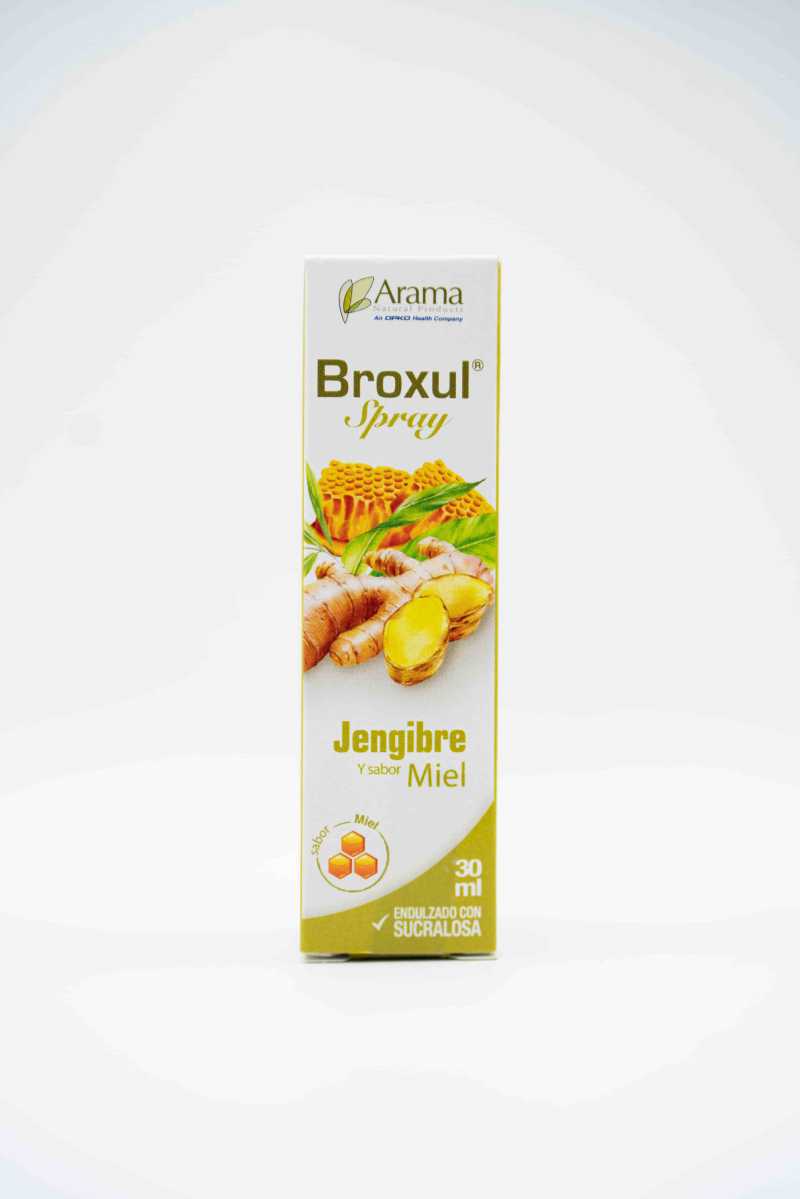 Arama
Natural Products
An OPKO Health Company
Broxul®
Spray
Jengibre
Y sabor Miel
sabor Miel
30
ml
ENDULZADO CON
SUCRALOSA